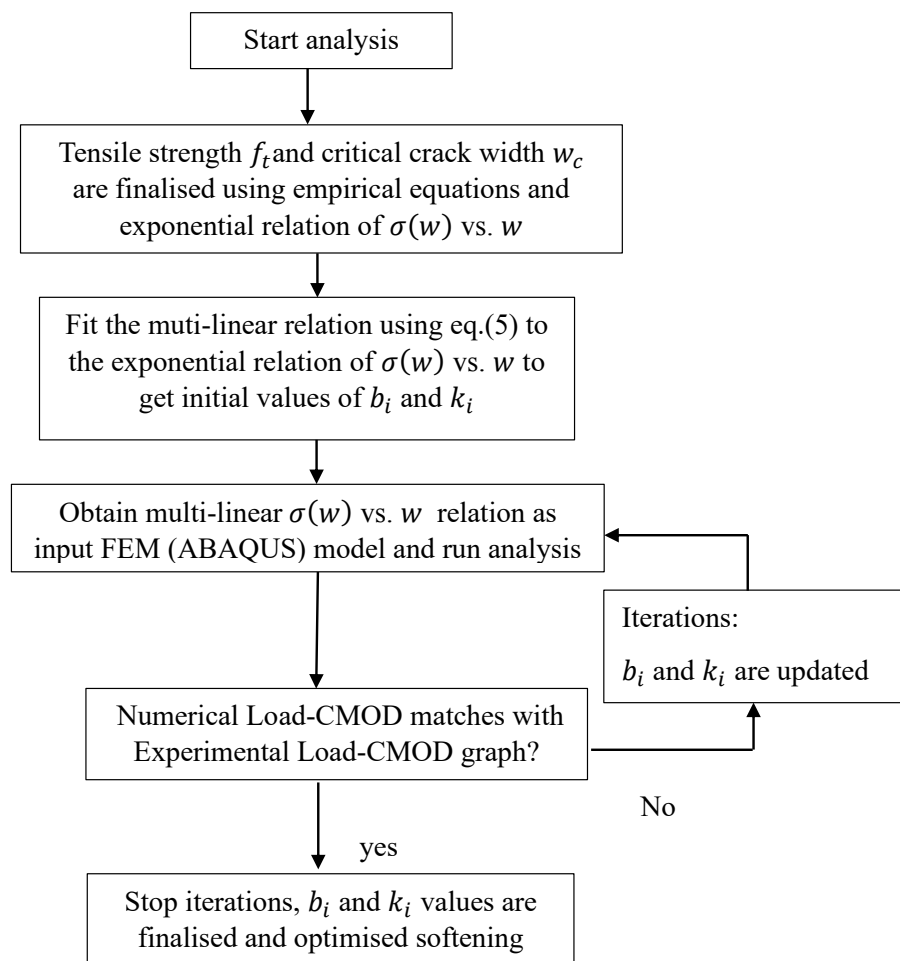 Start analysis
Tensile strength f_t and critical crack width w_c
are finalised using empirical equations and
exponential relation of σ(w) vs. w
Fit the muti-linear relation using eq.(5) to
the exponential relation of σ(w) vs. w to
get initial values of b_i and k_i
Obtain multi-linear σ(w) vs. w relation as
input FEM (ABAQUS) model and run analysis
Iterations:
b_i and k_i are updated
Numerical Load-CMOD matches with
Experimental Load-CMOD graph?
No
yes
Stop iterations, b_i and k_i values are
finalised and optimised softening